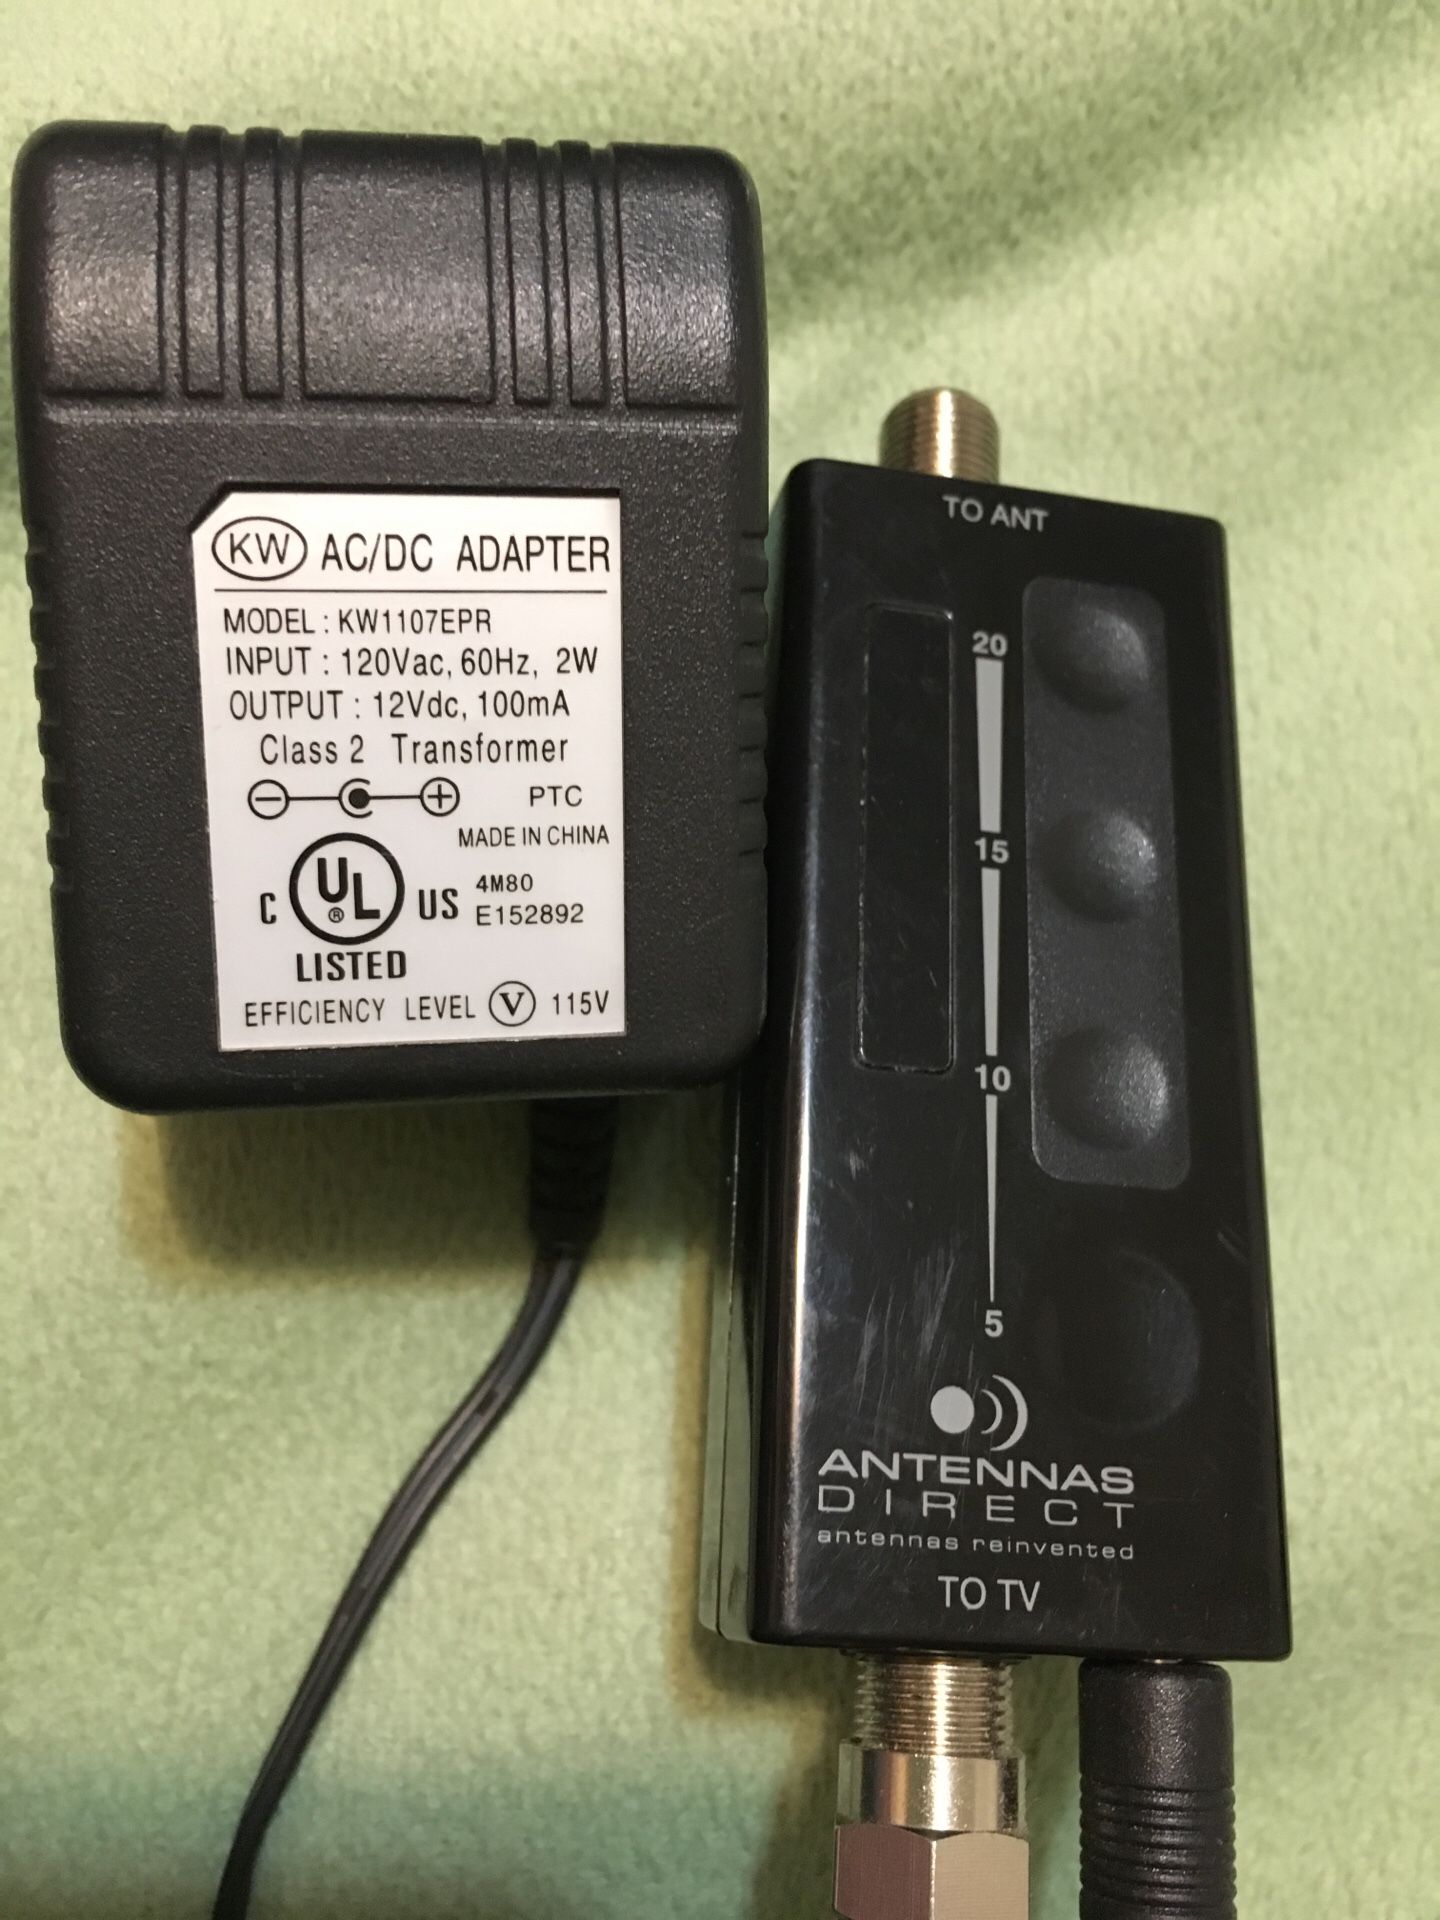 KW AC/DC ADAPTER
MODEL : KW1107EPR
INPUT : 120Vac, 60Hz, 2W
OUTPUT : 12Vdc, 100mA
Class 2 Transformer
PTC
MADE IN CHINA
C UL ® US
LISTED
4M80
E152892
EFFICIENCY LEVEL V 115V
TO ANT
20
15
10
5
ANTENNAS
DIRECT
antennas reinvented
TO TV